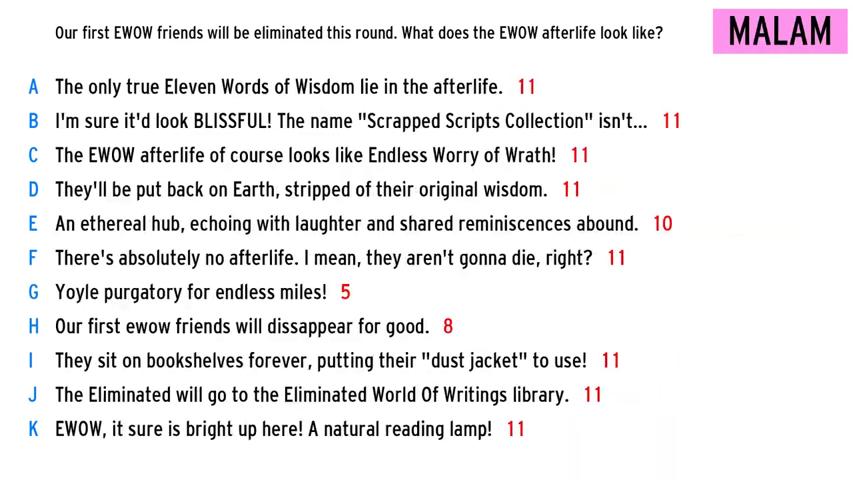 Our first EWOW friends will be eliminated this round. What does the EWOW afterlife look like?
MALAM
A The only true Eleven Words of Wisdom lie in the afterlife. 11
B I'm sure it'd look BLISSFUL! The name "Scrapped Scripts Collection" isn't... 11
C The EWOW afterlife of course looks like Endless Worry of Wrath! 11
D They'll be put back on Earth, stripped of their original wisdom. 11
E An ethereal hub, echoing with laughter and shared reminiscences abound. 10
F There's absolutely no afterlife. I mean, they aren't gonna die, right? 11
G Yoyle purgatory for endless miles! 5
H Our first ewow friends will dissappear for good. 8
I They sit on bookshelves forever, putting their "dust jacket" to use! 11
J The Eliminated will go to the Eliminated World Of Writings library. 11
K EWOW, it sure is bright up here! A natural reading lamp! 11